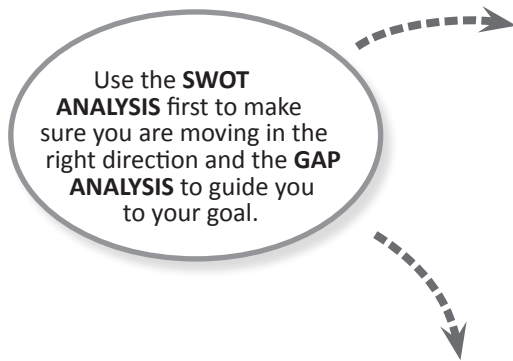 Use the SWOT
ANALYSIS first to make
sure you are moving in the
right direction and the GAP
ANALYSIS to guide you
to your goal.